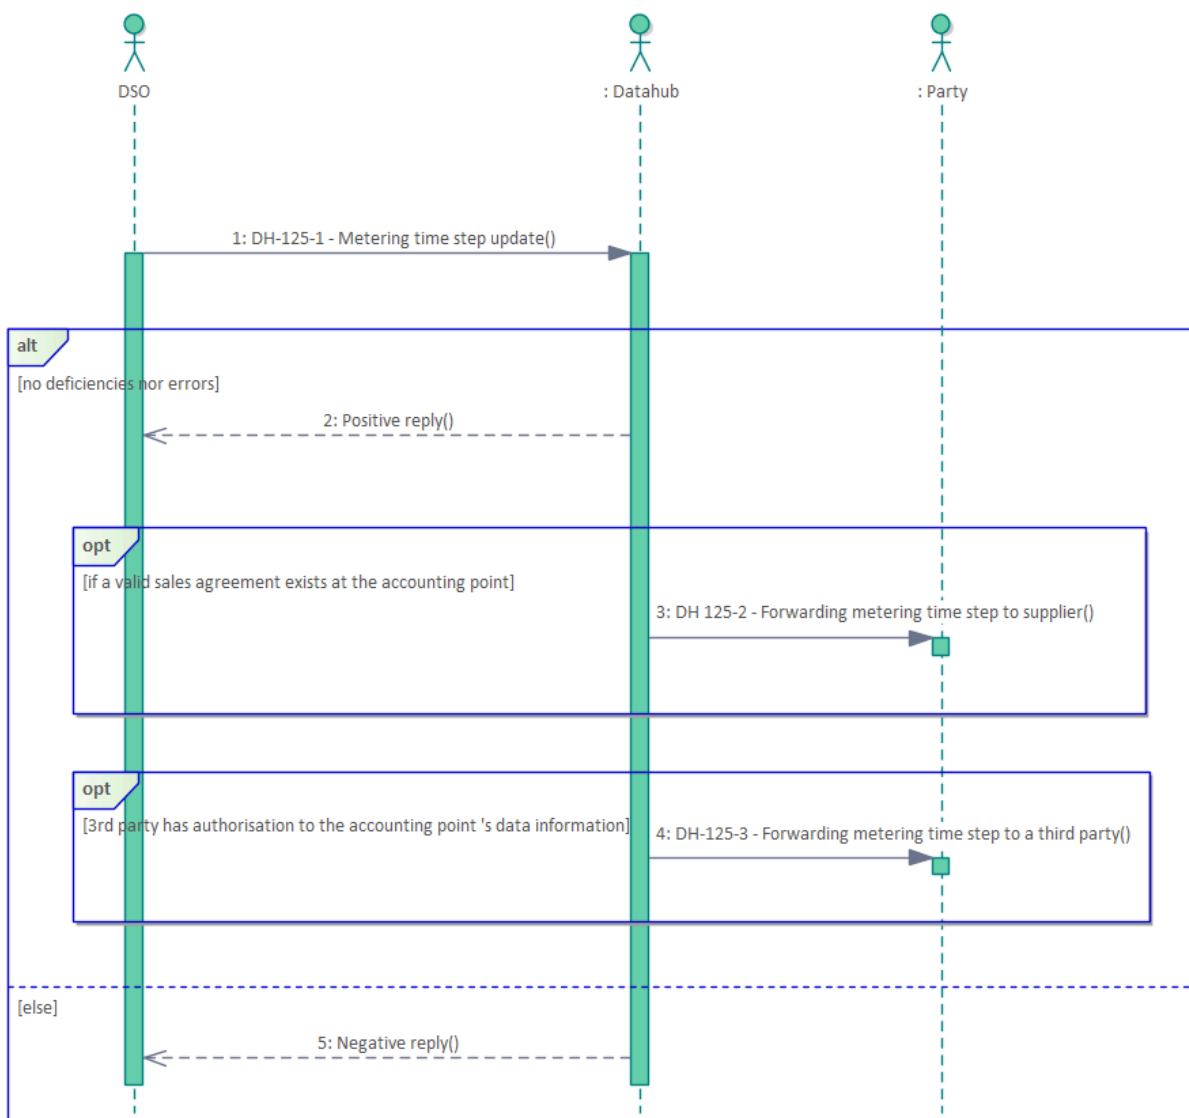 DSO
: Datahub
: Party
1: DH-125-1 - Metering time step update()
alt
[no deficiencies nor errors]
2: Positive reply()
opt
[if a valid sales agreement exists at the accounting point]
3: DH 125-2 - Forwarding metering time step to supplier()
opt
[3rd party has authorisation to the accounting point 's data information]
4: DH-125-3 - Forwarding metering time step to a third party()
[else]
5: Negative reply()